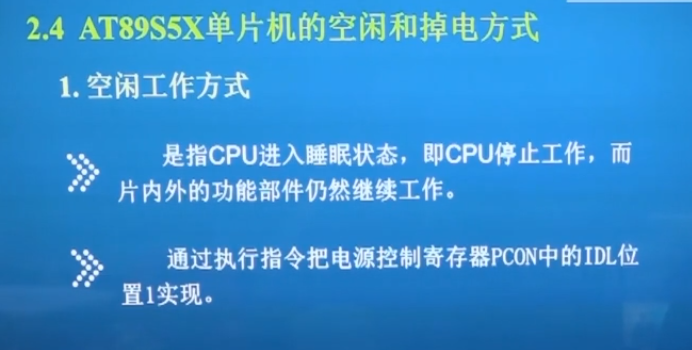 2.4 AT89S5X单片机的空闲和掉电方式
1. 空闲工作方式
是指CPU进入睡眠状态，即CPU停止工作，而
片内外的功能部件仍然继续工作。
通过执行指令把电源控制寄存器PCON中的IDL位
置1实现。